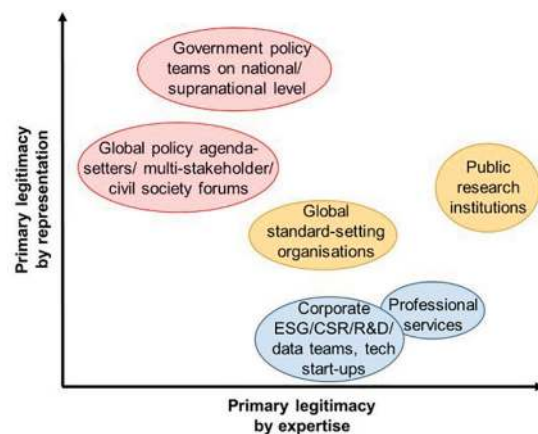 Primary legitimacy
by representation
Government policy
teams on national/
supranational level
Global policy agenda-
setters/ multi-stakeholder/
civil society forums
Public
research
institutions
Global
standard-setting
organisations
Professional
services
Corporate
ESG/CSR/R&D/
data teams, tech
start-ups
Primary legitimacy
by expertise